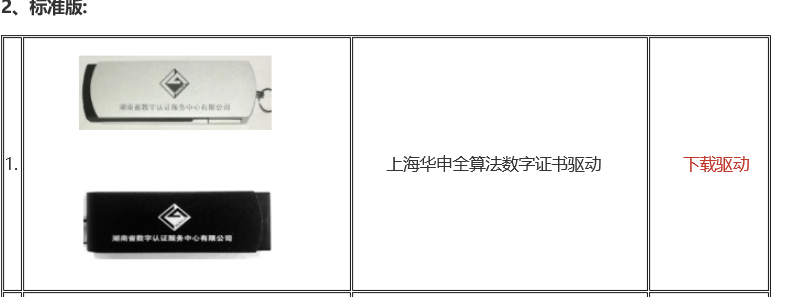 2、标准版:
1.
湖南省数字认证服务中心有限公司
湖南省数字认证服务中心有限公司
上海华申全算法数字证书驱动
下载驱动